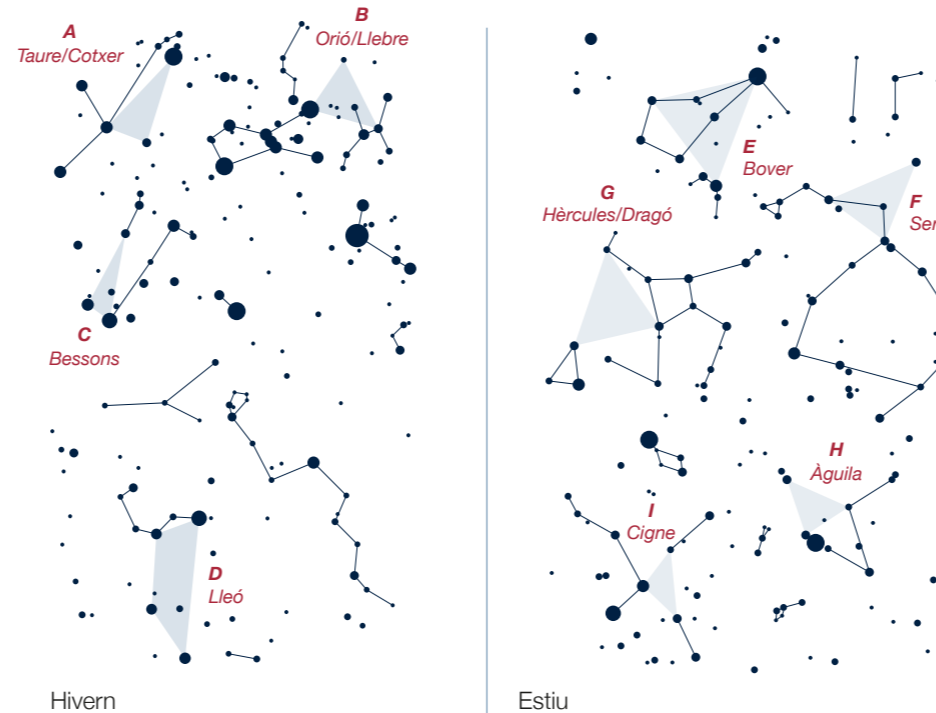 A
Taure/Cotxer
B
Orió/Llebre
C
Bessons
D
Lleó
Hivern
E
Bover
F
G
Hèrcules/Dragó
H
Àguila
I
Cigne
Estiu